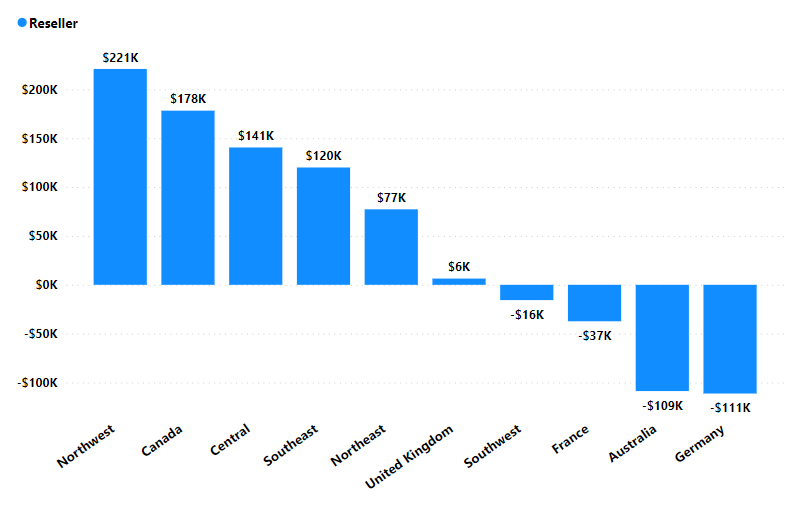 Reseller
$221K
$200K
$178K
$150K
$141K
$120K
$100K
$77K
$50K
$6K
$0K
-$16K
-$37K
-$50K
-$100K
-$109K
-$111K
Northwest
Canada
Central
Southeast
Northeast
United Kingdom
Southwest
France
Australia
Germany